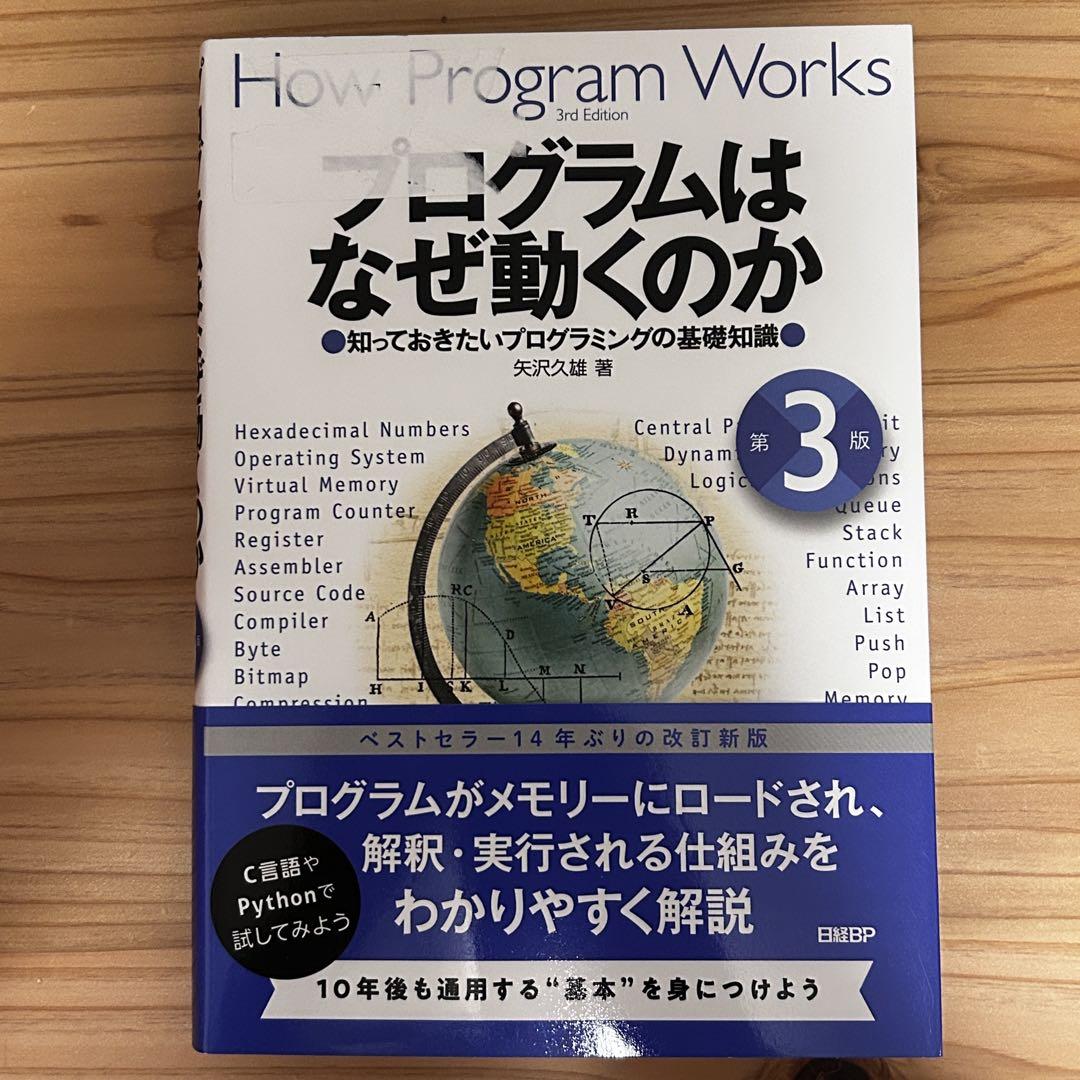 How Program Works
3rd Edition
プログラムは
なぜ動くのか
●知っておきたいプログラミングの基礎知識●
矢沢久雄 著
第3版
Hexadecimal Numbers
Operating System
Virtual Memory
Program Counter
Register
Assembler
Source Code
Compiler
Byte
Bitmap
Compression
Central
Queue
Stack
Function
Array
List
Push
Pop
Memory
NORTH
AMERICA
SOUTH
AMERICA
T R P
S G
V A
A B RC
D
H I S K L M N
ベストセラー14年ぶりの改訂新版
プログラムがメモリーにロードされ、
解釈・実行される仕組みを
わかりやすく解説
C言語や
Pythonで
試してみよう
日経BP
10年後も通用する“基本”を身につけよう